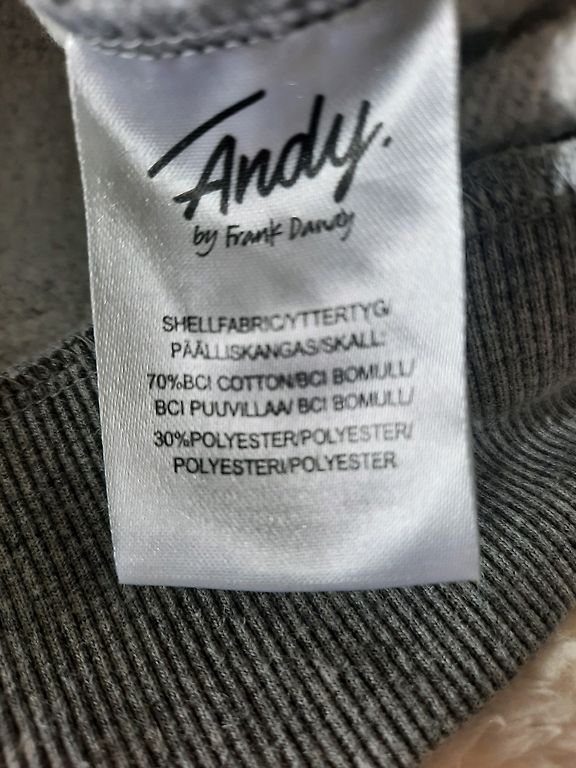 Andy.
by Frank Dandy
SHELLFABRIC/YTTERTYG/
PÄÄLLISKANGAS/SKALL:
70%BCI COTTON/BCI BOMULL/
BCI PUUVILLAA/ BCI BOMULL/
30%POLYESTER/POLYESTER/
POLYESTERI/POLYESTER